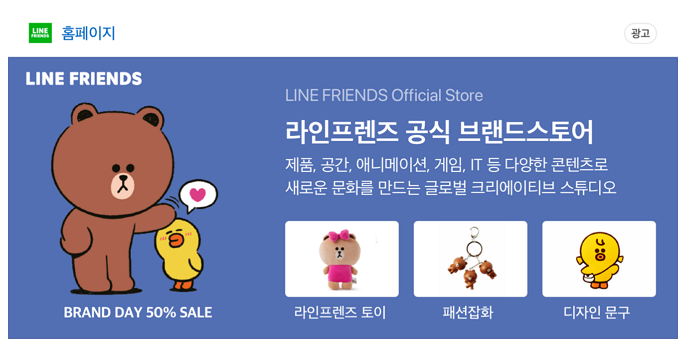 LINE
FRIENDS
홈페이지
광고
LINE FRIENDS
LINE FRIENDS Official Store
라인프렌즈 공식 브랜드스토어
제품, 공간, 애니메이션, 게임, IT 등 다양한 콘텐츠로
새로운 문화를 만드는 글로벌 크리에이티브 스튜디오
BRAND DAY 50% SALE
라인프렌즈 토이
패션잡화
디자인 문구